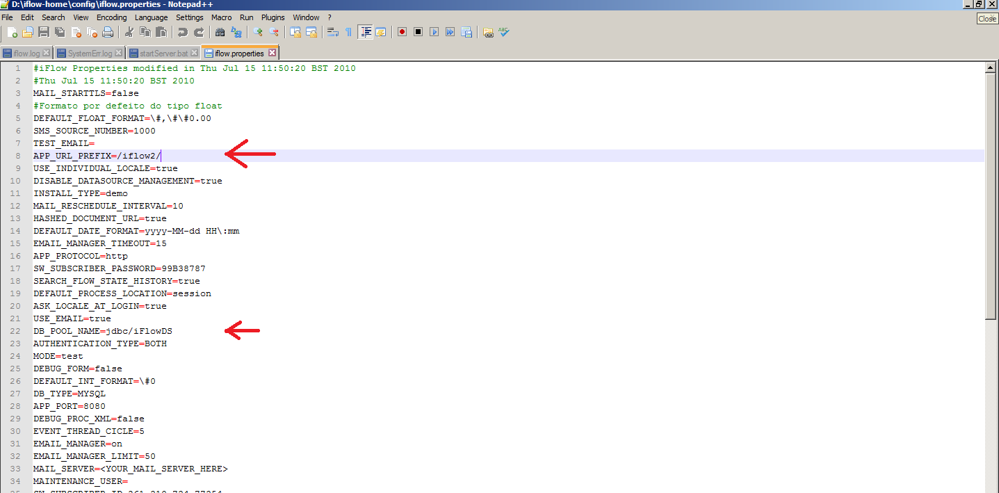 D:\iflow-home\config\iflow.properties - Notepad++
File Edit Search View Encoding Language Settings Macro Run Plugins Window ?
Close
iflow.log SystemErr.log startServer.bat iflow.properties
1 #iFlow Properties modified in Thu Jul 15 11:50:20 BST 2010
2 #Thu Jul 15 11:50:20 BST 2010
3 MAIL_STARTTLS=false
4 #Formato por defeito do tipo float
5 DEFAULT_FLOAT_FORMAT=\#,\#\#0.00
6 SMS_SOURCE_NUMBER=1000
7 TEST_EMAIL=
8 APP_URL_PREFIX=/iflow2/
9 USE_INDIVIDUAL_LOCALE=true
10 DISABLE_DATASOURCE_MANAGEMENT=true
11 INSTALL_TYPE=demo
12 MAIL_RESCHEDULE_INTERVAL=10
13 HASHED_DOCUMENT_URL=true
14 DEFAULT_DATE_FORMAT=yyyy-MM-dd HH\:mm
15 EMAIL_MANAGER_TIMEOUT=15
16 APP_PROTOCOL=http
17 SW_SUBSCRIBER_PASSWORD=99B38787
18 SEARCH_FLOW_STATE_HISTORY=true
19 DEFAULT_PROCESS_LOCATION=session
20 ASK_LOCALE_AT_LOGIN=true
21 USE_EMAIL=true
22 DB_POOL_NAME=jdbc/iFlowDS
23 AUTHENTICATION_TYPE=BOTH
24 MODE=test
25 DEBUG_FORM=false
26 DEFAULT_INT_FORMAT=\#0
27 DB_TYPE=MYSQL
28 APP_PORT=8080
29 DEBUG_PROC_XML=false
30 EVENT_THREAD_CICLE=5
31 EMAIL_MANAGER=on
32 EMAIL_MANAGER_LIMIT=50
33 MAIL_SERVER=<YOUR_MAIL_SERVER_HERE>
34 MAINTENANCE_USER=